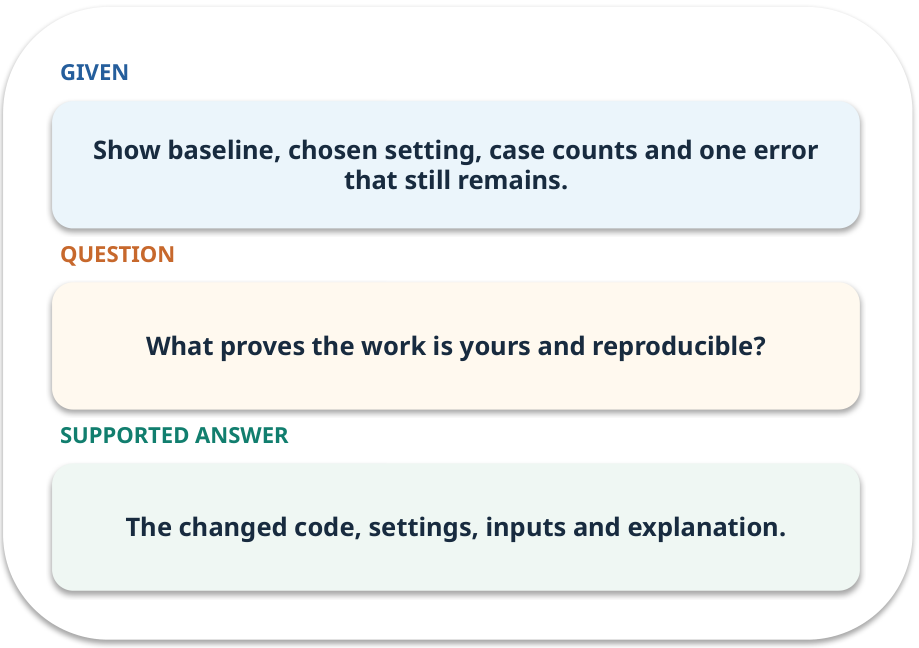 GIVEN
Show baseline, chosen setting, case counts and one error
that still remains.
QUESTION
What proves the work is yours and reproducible?
SUPPORTED ANSWER
The changed code, settings, inputs and explanation.